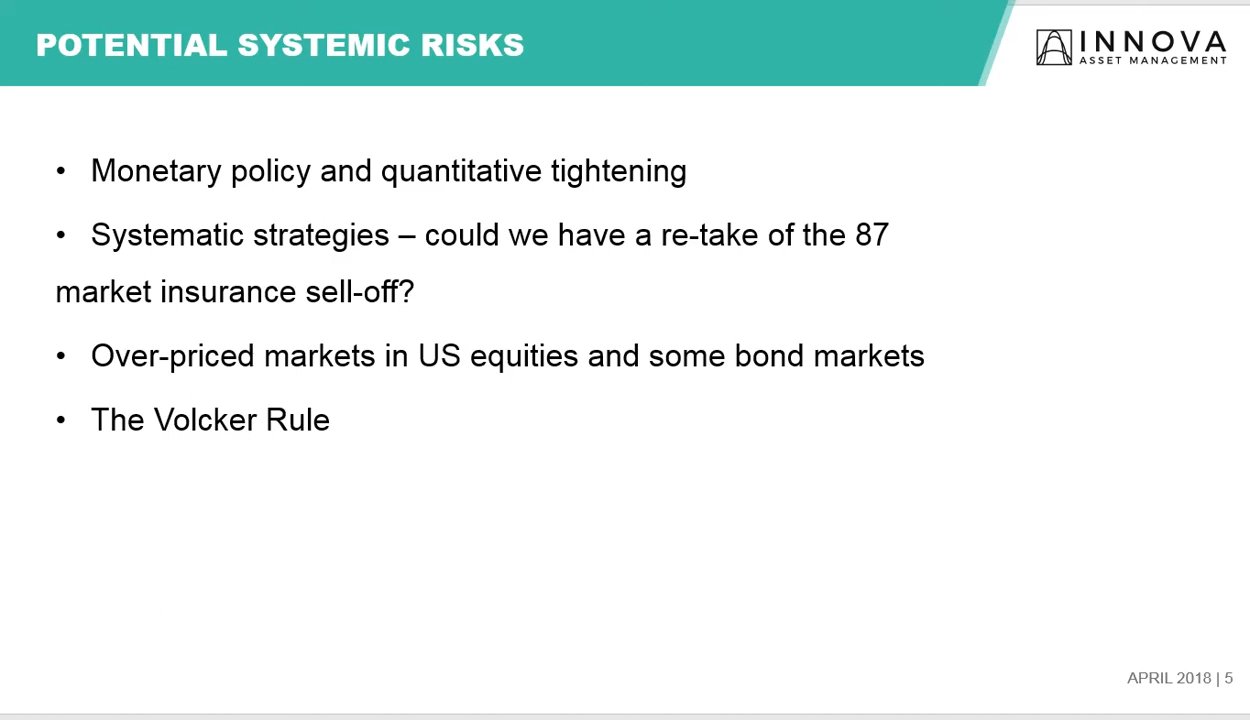 POTENTIAL SYSTEMIC RISKS
INNOVA
ASSET MANAGEMENT
• Monetary policy and quantitative tightening
• Systematic strategies – could we have a re-take of the 87
market insurance sell-off?
• Over-priced markets in US equities and some bond markets
• The Volcker Rule
APRIL 2018 | 5